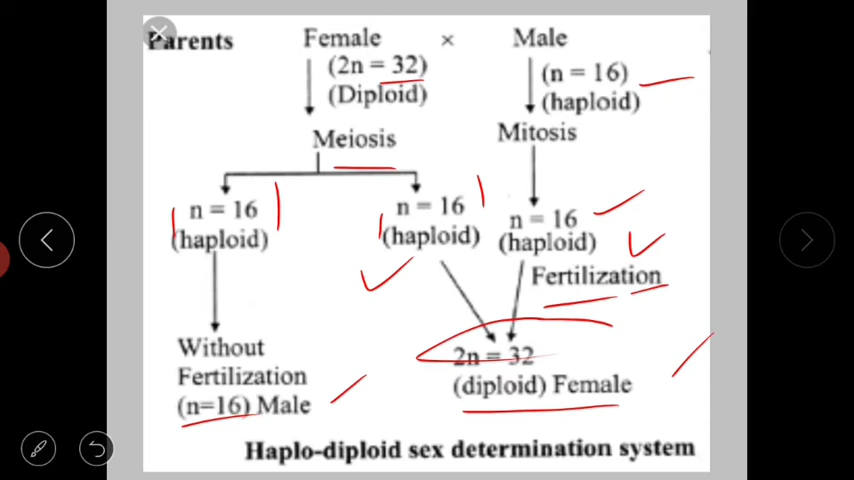 Parents Female × Male
(2n = 32) (n = 16)
(Diploid) (haploid)
Meiosis Mitosis
n = 16 n = 16 n = 16
(haploid) (haploid) (haploid)
Fertilization
Without 2n = 32
Fertilization (diploid) Female
(n=16) Male
Haplo-diploid sex determination system